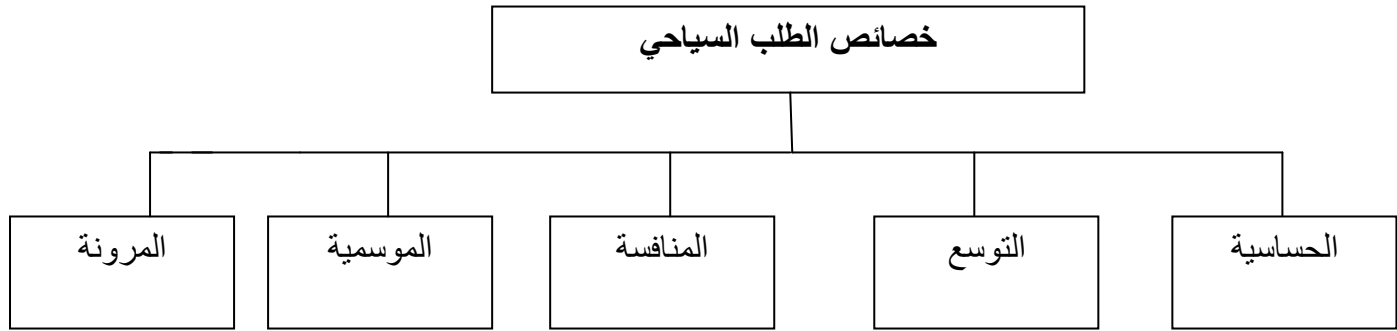 خصائص الطلب السياحي
الحساسية
التوسع
المنافسة
الموسمية
المرونة